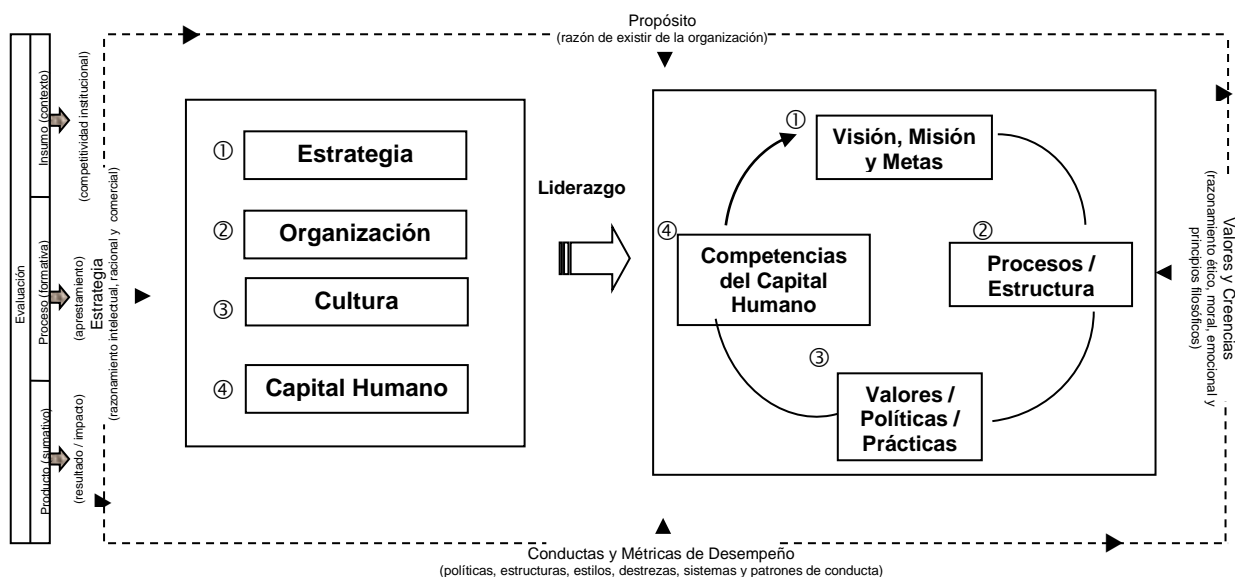 Propósito
(razón de existir de la organización)
Evaluación
Insumo (contexto)
(competitividad institucional)
Proceso (formativa)
(aprestamiento)
Producto (sumativo)
(resultado / impacto)
Estrategia
(razonamiento intelectual, racional y comercial)
①
Estrategia
②
Organización
③
Cultura
④
Capital Humano
Liderazgo
①
Visión, Misión
y Metas
②
Procesos /
Estructura
③
Valores /
Políticas /
Prácticas
④
Competencias
del Capital
Humano
Valores y Creencias
(razonamiento ético, moral, emocional y
principios filosóficos)
Conductas y Métricas de Desempeño
(políticas, estructuras, estilos, destrezas, sistemas y patrones de conducta)